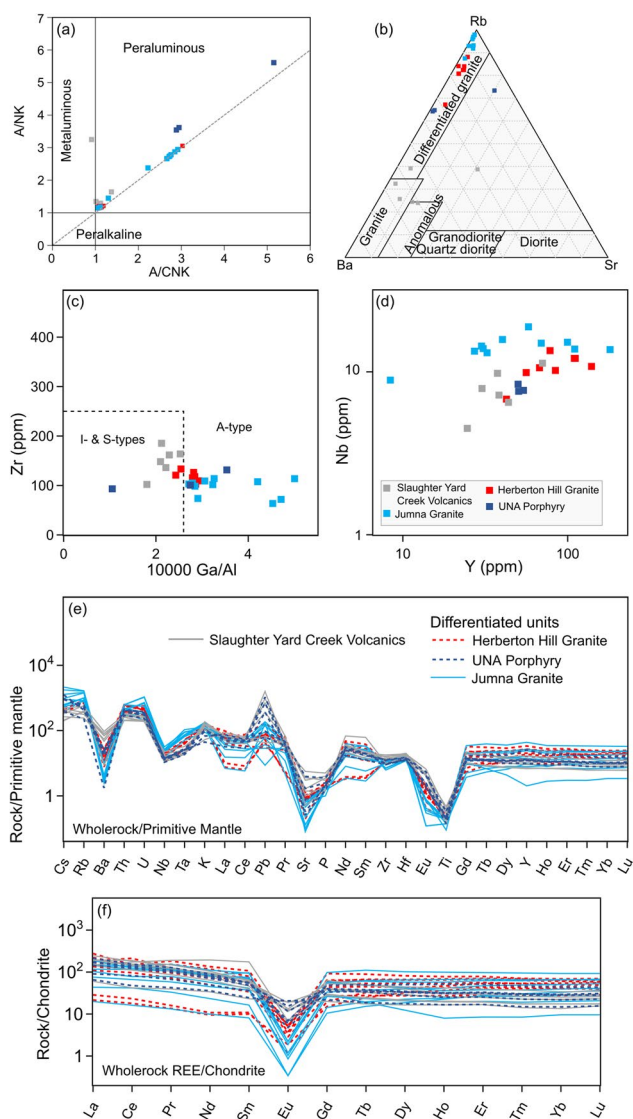 (a)
Peraluminous
Metaluminous
Peralkaline
A/NK
7
6
5
4
3
2
1
0
0
1
2
3
4
5
6
A/CNK
(b)
Rb
Differentiated granite
Granite
Anomalous
Granodiorite
Quartz diorite
Diorite
Ba
Sr
(c)
Zr (ppm)
400
300
200
100
0
I- & S-types
A-type
0
2
4
10000 Ga/Al
(d)
Nb (ppm)
10
1
Slaughter Yard
Creek Volcanics
Jumna Granite
Herberton Hill Granite
UNA Porphyry
10
100
Y (ppm)
(e)
Slaughter Yard Creek Volcanics
Differentiated units
Herberton Hill Granite
UNA Porphyry
Jumna Granite
Rock/Primitive mantle
10⁴
10²
1
Wholerock/Primitive Mantle
Cs Rb Ba Th U Nb Ta K La Ce Pb Pr Sr P Nd Sm Zr Hf Eu Ti Gd Tb Dy Y Ho Er Tm Yb Lu
(f)
Rock/Chondrite
10³
10²
10
1
Wholerock REE/Chondrite
La Ce Pr Nd Sm Eu Gd Tb Dy Ho Er Tm Yb Lu